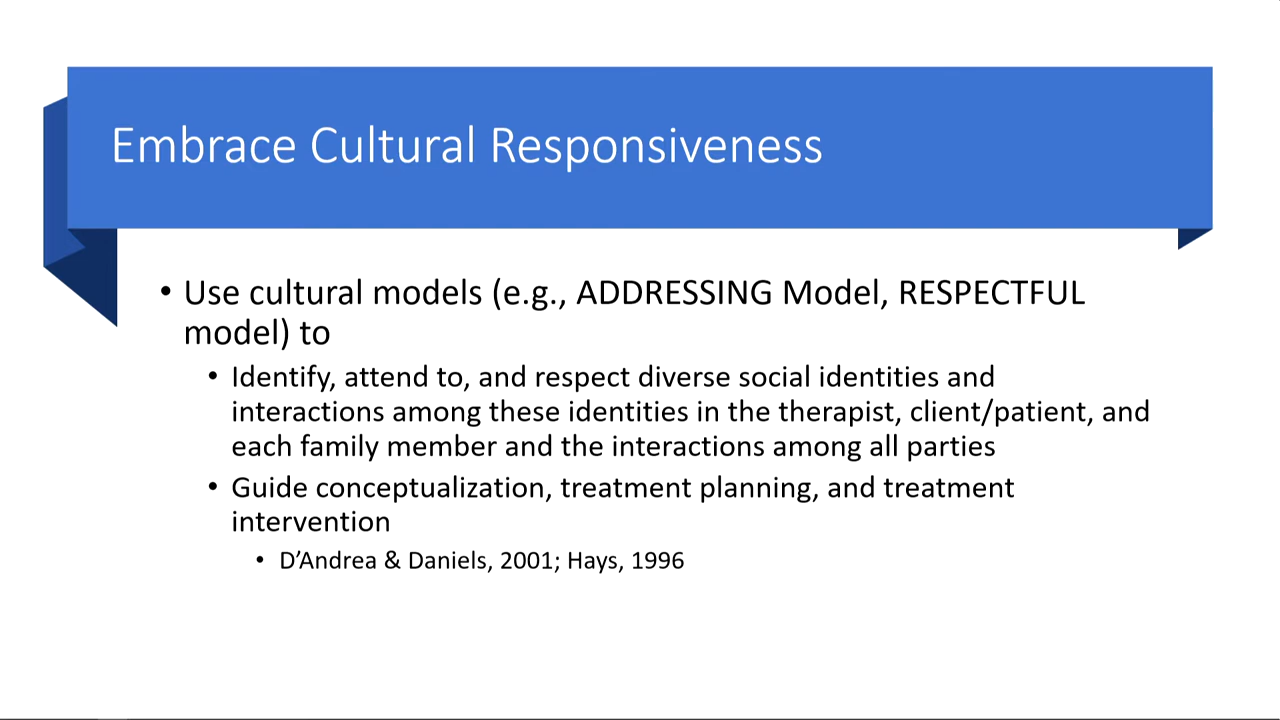 Embrace Cultural Responsiveness
• Use cultural models (e.g., ADDRESSING Model, RESPECTFUL
model) to
• Identify, attend to, and respect diverse social identities and
interactions among these identities in the therapist, client/patient, and
each family member and the interactions among all parties
• Guide conceptualization, treatment planning, and treatment
intervention
• D’Andrea & Daniels, 2001; Hays, 1996